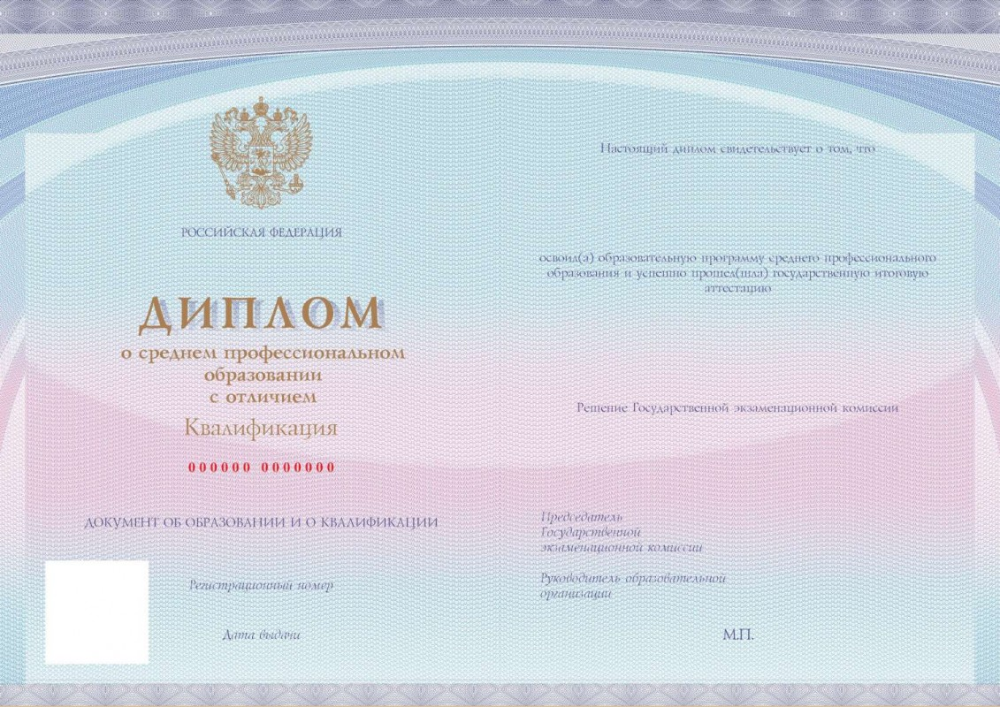 РОССИЙСКАЯ ФЕДЕРАЦИЯ
ДИПЛОМ
о среднем профессиональном
образовании
с отличием
Квалификация
000000 0000000
ДОКУМЕНТ ОБ ОБРАЗОВАНИИ И О КВАЛИФИКАЦИИ
Регистрационный номер
Дата выдачи
Настоящий диплом свидетельствует о том, что
освоил(а) образовательную программу среднего профессионального
образования и успешно прошел(шла) государственную итоговую
аттестацию
Решение Государственной экзаменационной комиссии
Председатель
Государственной
экзаменационной комиссии
Руководитель образовательной
организации
М.П.